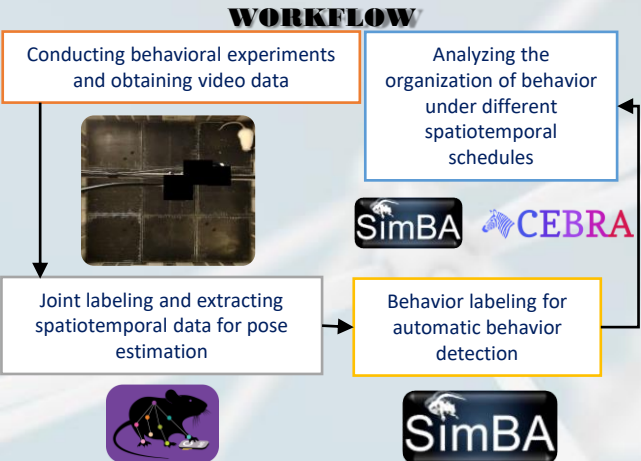 WORKFLOW
Conducting behavioral experiments
and obtaining video data
Joint labeling and extracting
spatiotemporal data for pose
estimation
Behavior labeling for
automatic behavior
detection
SimBA
Analyzing the
organization of behavior
under different
spatiotemporal
schedules
SimBA
CEBRA